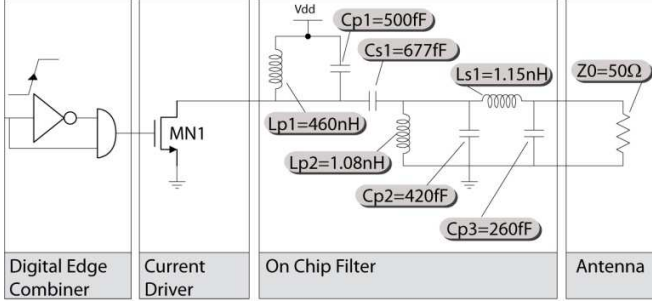 Vdd
Cp1=500fF
Cs1=677fF
Ls1=1.15nH
Z0=50Ω
MN1
Lp1=460nH
Lp2=1.08nH
Cp2=420fF
Cp3=260fF
Digital Edge
Combiner
Current
Driver
On Chip Filter
Antenna